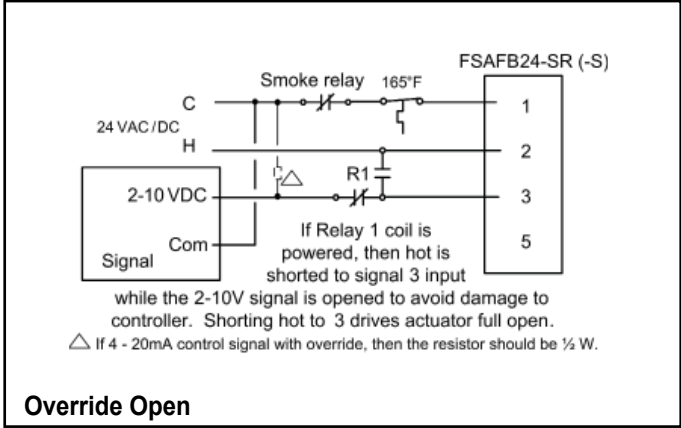 FSAFB24-SR (-S)
Smoke relay 165°F
C
24 VAC/DC
H
1
2
R1
2-10 VDC
3
Com
5
Signal
If Relay 1 coil is
powered, then hot is
shorted to signal 3 input
while the 2-10V signal is opened to avoid damage to
controller. Shorting hot to 3 drives actuator full open.
△ If 4 - 20mA control signal with override, then the resistor should be ½ W.
Override Open